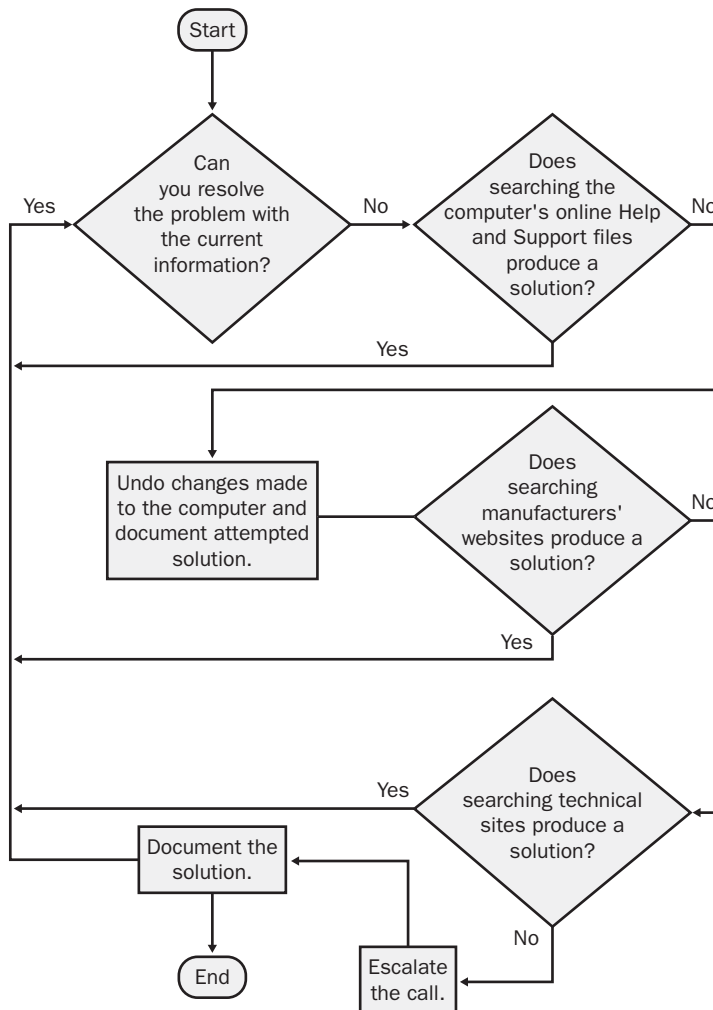 Start
Can
you resolve
the problem with
the current
information?
Yes
No
Does
searching the
computer's online Help
and Support files
produce a
solution?
No
Yes
Undo changes made
to the computer and
document attempted
solution.
Does
searching
manufacturers'
websites produce a
solution?
No
Yes
Does
searching technical
sites produce a
solution?
Yes
No
Escalate
the call.
Document the
solution.
End